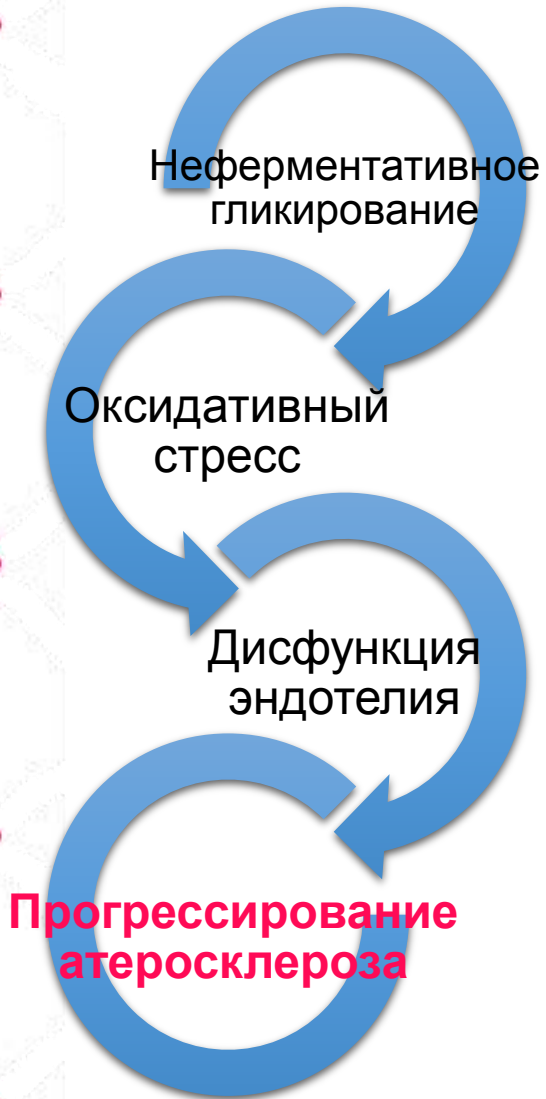 Неферментативное
гликирование
Оксидативный
стресс
Дисфункция
эндотелия
Прогрессирование
атеросклероза